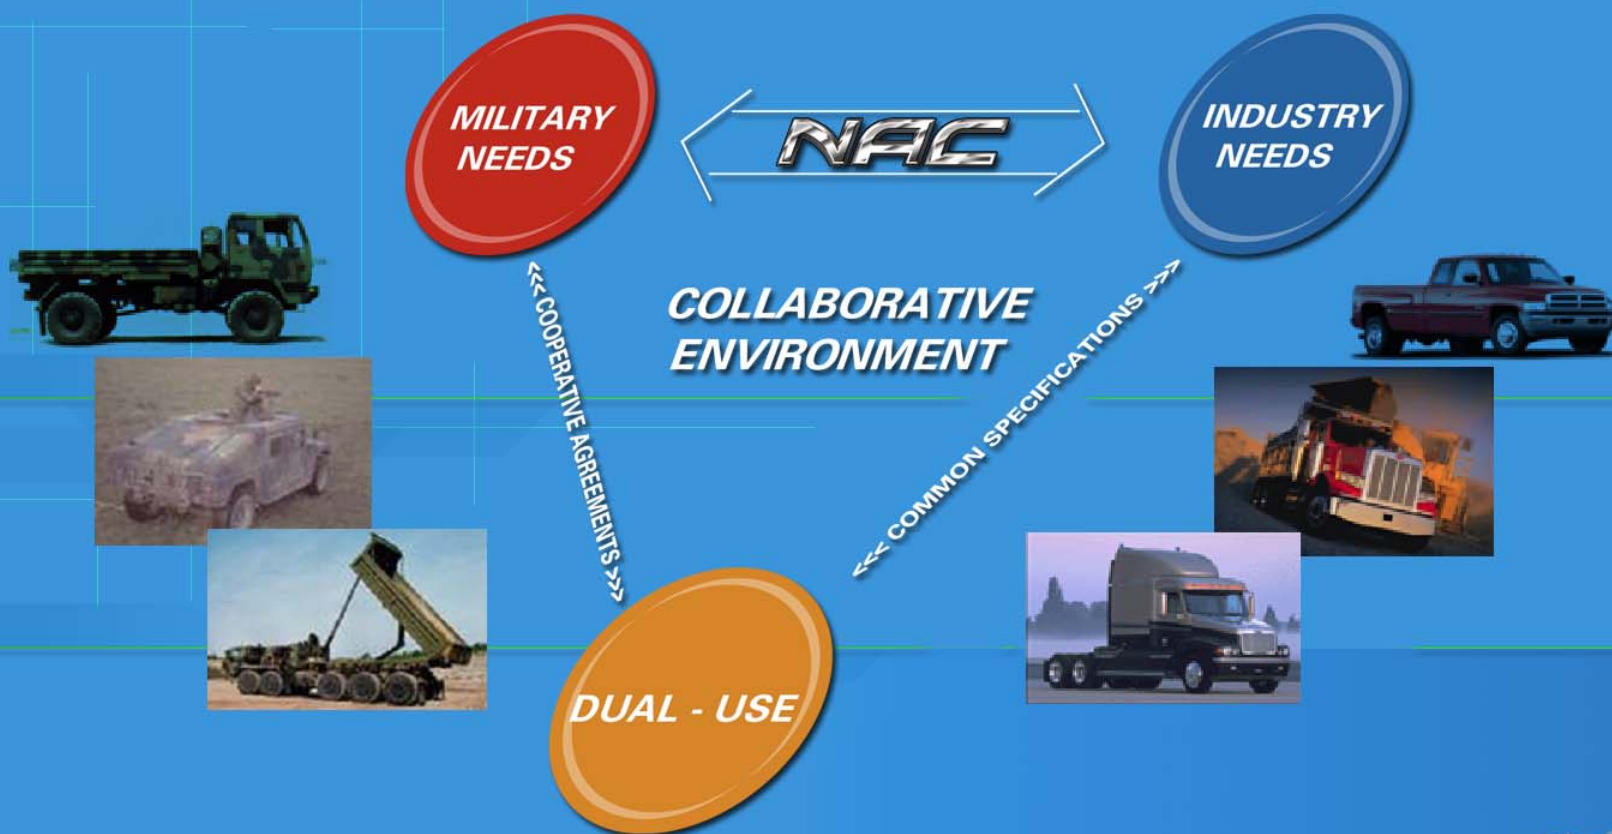 MILITARY
NEEDS
NAC
INDUSTRY
NEEDS
COLLABORATIVE
ENVIRONMENT
<<< COOPERATIVE AGREEMENTS >>>
<<< COMMON SPECIFICATIONS >>>
DUAL - USE